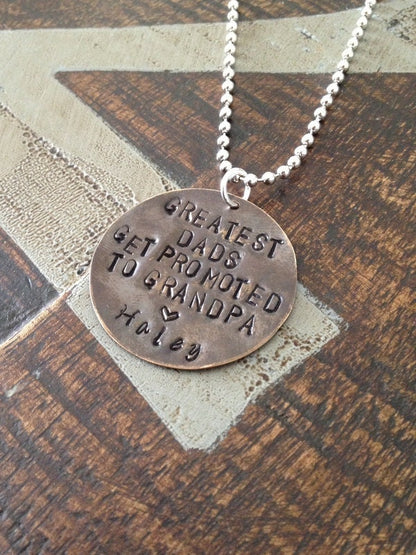 GREATEST
DADS
GET PROMOTED
TO GRANDPA
Haley